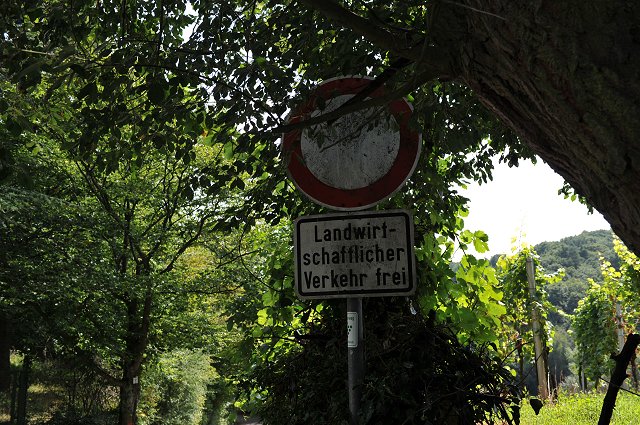 Landwirt-
schaftlicher
Verkehr frei